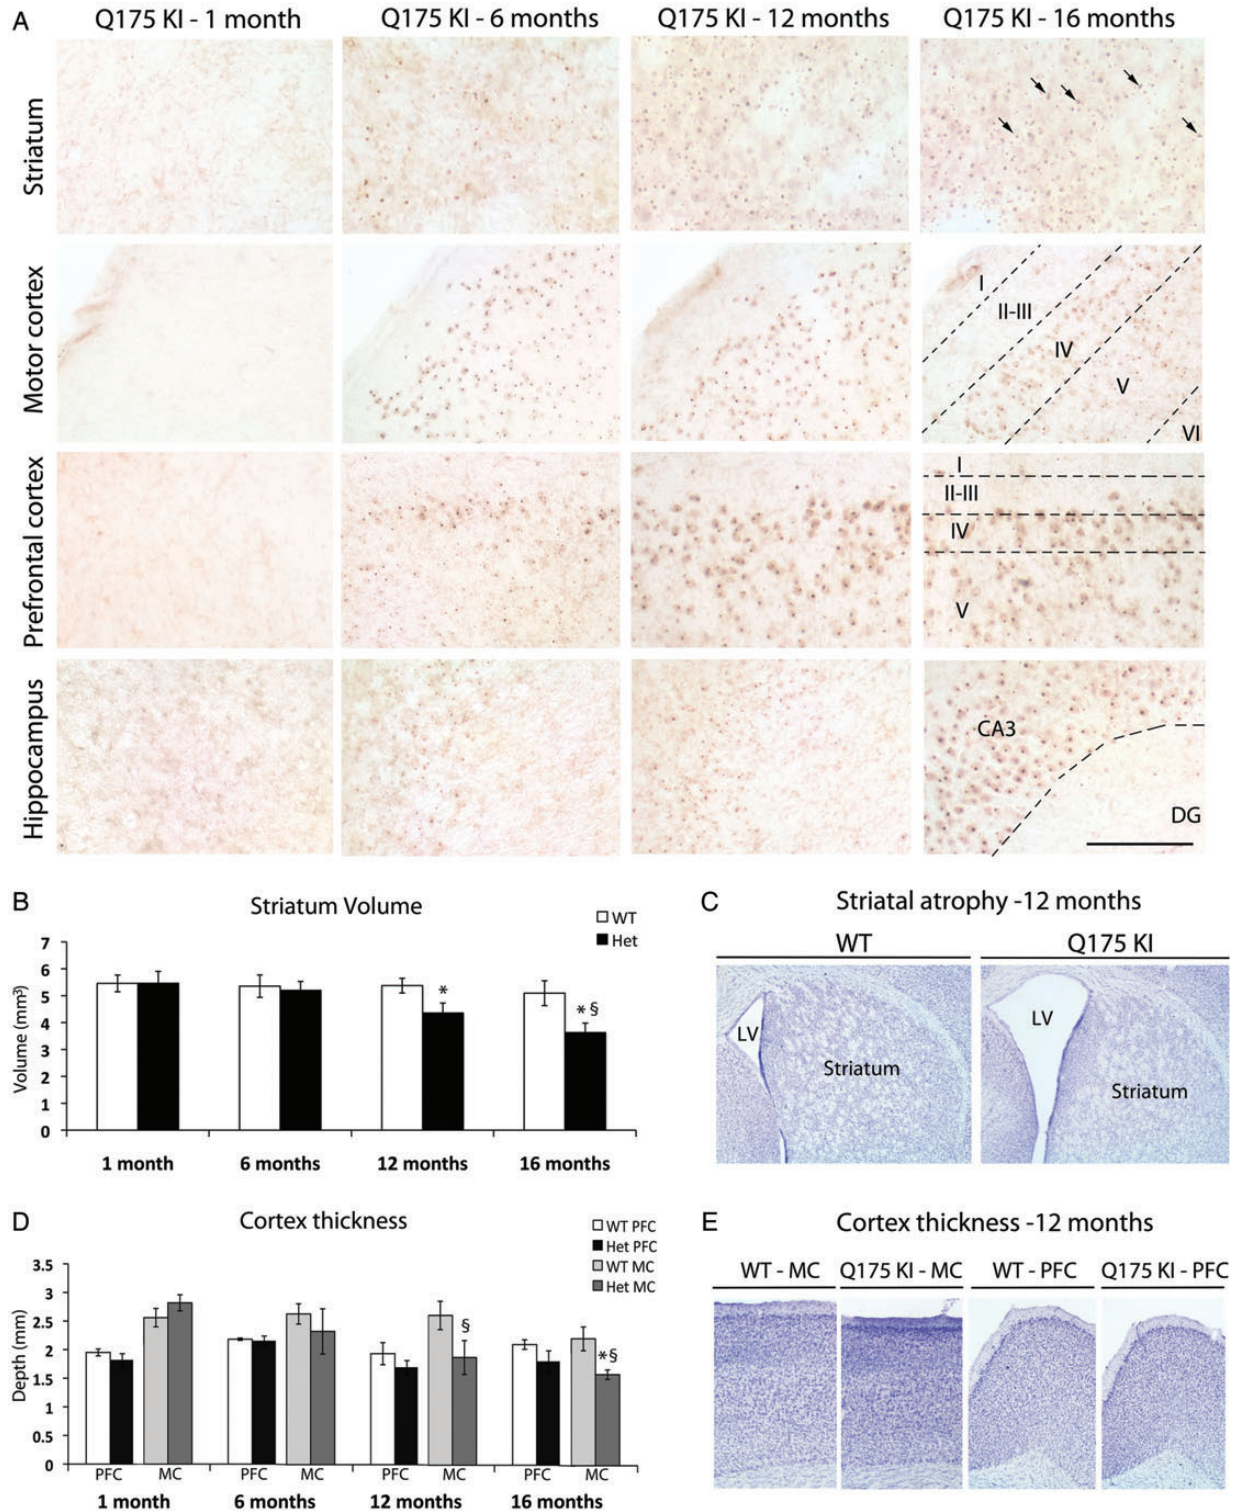 A
Q175 KI - 1 month
Q175 KI - 6 months
Q175 KI - 12 months
Q175 KI - 16 months
Striatum
Motor cortex
I
II-III
IV
V
VI
Prefrontal cortex
I
II-III
IV
V
Hippocampus
CA3
DG
B
Striatum Volume
WT
Het
Volume (mm³)
7
6
5
4
3
2
1
0
*
* §
1 month
6 months
12 months
16 months
C
Striatal atrophy -12 months
WT
Q175 KI
LV
Striatum
LV
Striatum
D
Cortex thickness
WT PFC
Het PFC
WT MC
Het MC
Depth (mm)
3.5
3
2.5
2
1.5
1
0.5
0
§
*§
PFC MC PFC MC PFC MC PFC MC
1 month
6 months
12 months
16 months
E
Cortex thickness -12 months
WT - MC
Q175 KI - MC
WT - PFC
Q175 KI - PFC